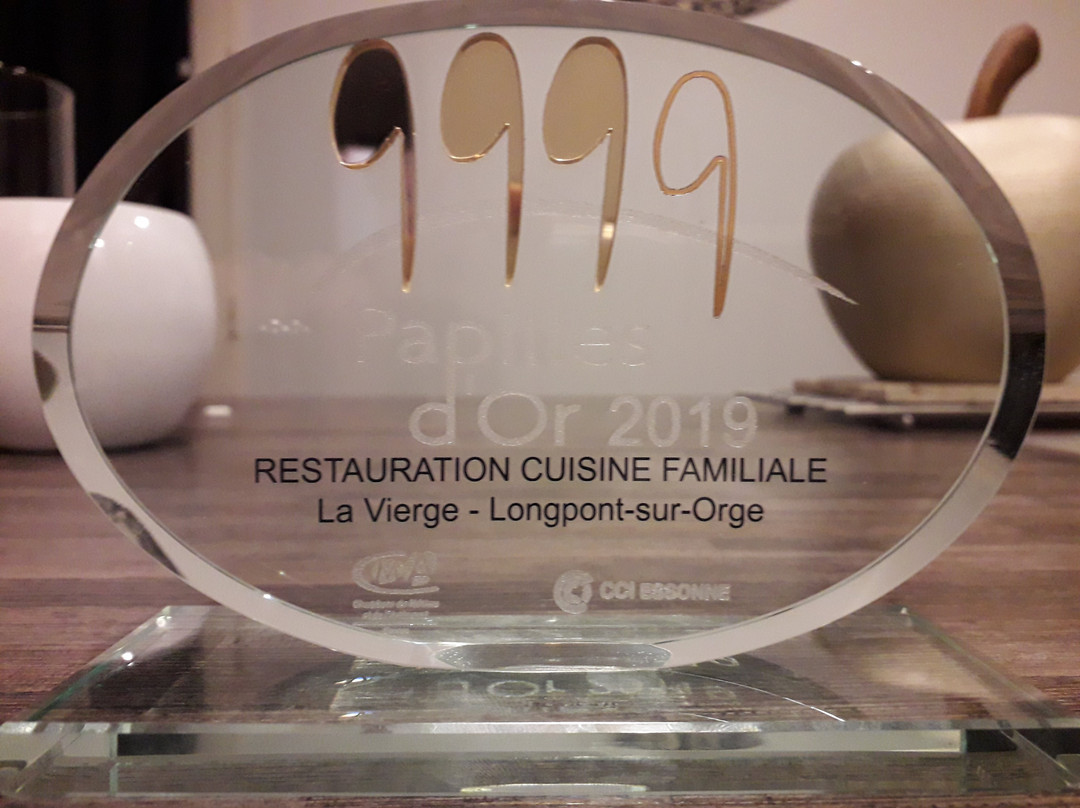 Papilles
d'Or 2019
RESTAURATION CUISINE FAMILIALE
La Vierge - Longpont-sur-Orge
CCI ESSONNE